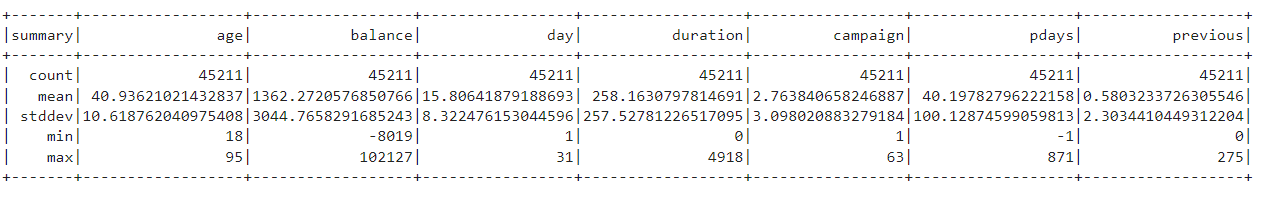 +-------+------------------+------------------+-----------------+-----------------+-----------------+------------------+------------------+
|summary|               age|           balance|              day|         duration|         campaign|             pdays|          previous|
+-------+------------------+------------------+-----------------+-----------------+-----------------+------------------+------------------+
|  count|             45211|             45211|            45211|            45211|            45211|             45211|             45211|
|   mean| 40.93621021432837|1362.2720576850766|15.80641879188693| 258.1630797814691|2.763840658246887| 40.19782796222158|0.5803233726305546|
| stddev|10.618762040975408|3044.7658291685243|8.322476153044596|257.52781226517095|3.098020883279184|100.12874599059813|2.3034410449312204|
|    min|                18|             -8019|                1|                 0|                1|                -1|                 0|
|    max|                95|            102127|               31|              4918|               63|               871|               275|
+-------+------------------+------------------+-----------------+-----------------+-----------------+------------------+------------------+